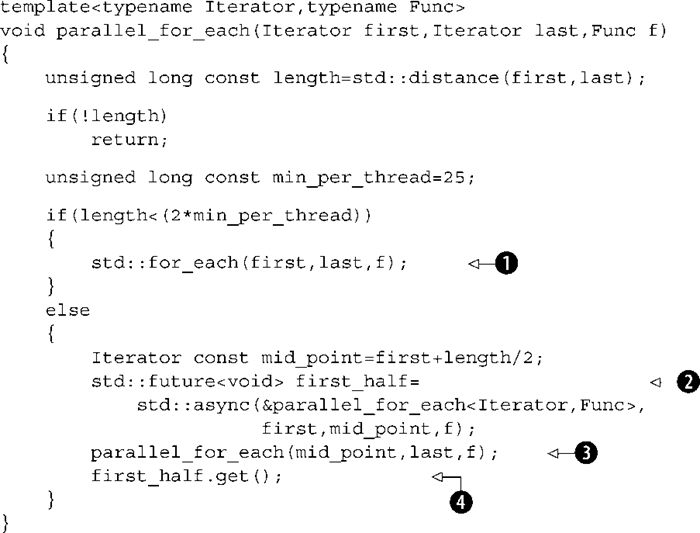 template<typename Iterator,typename Func>
void parallel_for_each(Iterator first,Iterator last,Func f)
{
    unsigned long const length=std::distance(first,last);
    if(!length)
        return;
    unsigned long const min_per_thread=25;
    if(length<(2*min_per_thread))
    {
        std::for_each(first,last,f); 1
    }
    else
    {
        Iterator const mid_point=first+length/2;
        std::future<void> first_half= 2
            std::async(&parallel_for_each<Iterator,Func>,
                       first,mid_point,f);
        parallel_for_each(mid_point,last,f); 3
        first_half.get(); 4
    }
}